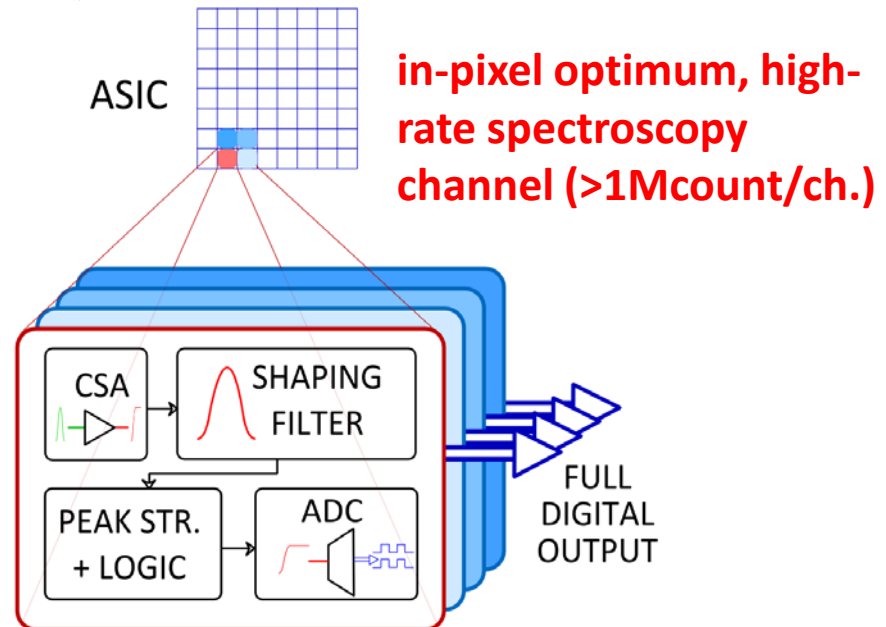 ASIC
in-pixel optimum, high-
rate spectroscopy
channel (>1Mcount/ch.)
CSA
SHAPING
FILTER
PEAK STR.
+ LOGIC
ADC
FULL
DIGITAL
OUTPUT